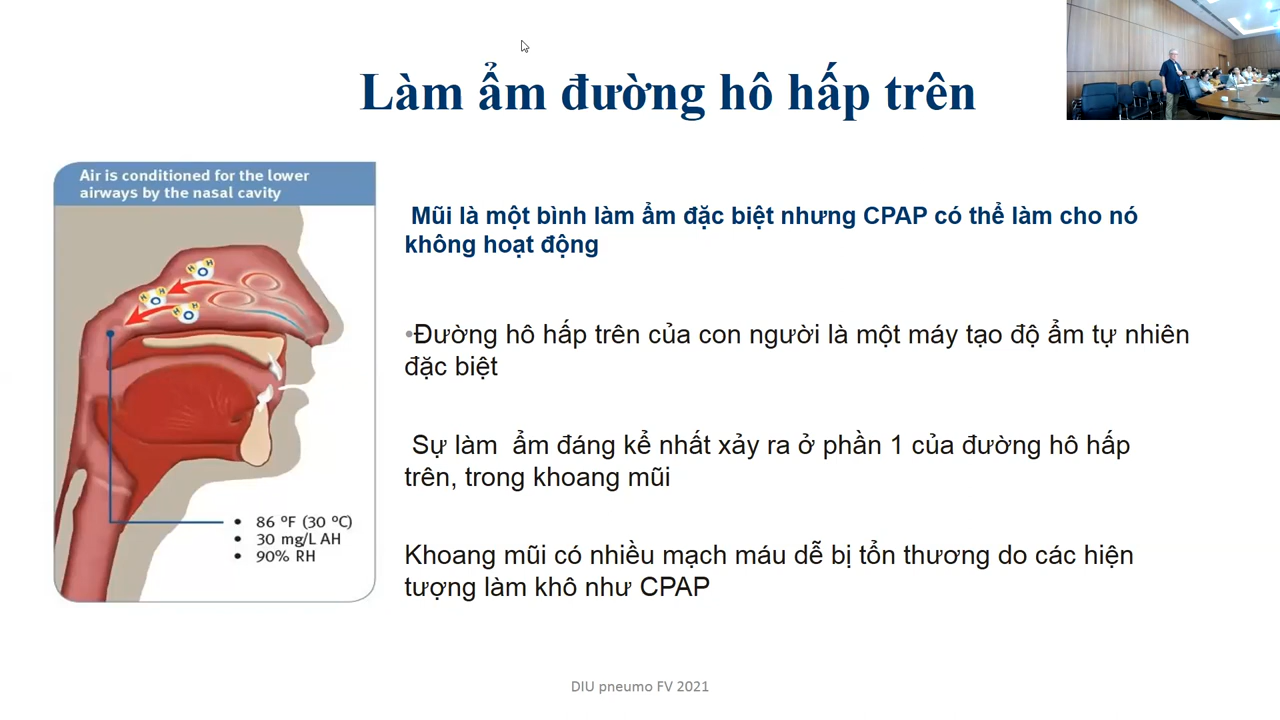 Làm ẩm đường hô hấp trên
Air is conditioned for the lower
airways by the nasal cavity
H H
O
H H
O
H H
O
• 86 ºF (30 ºC)
• 30 mg/L AH
• 90% RH
Mũi là một bình làm ẩm đặc biệt nhưng CPAP có thể làm cho nó
không hoạt động
•Đường hô hấp trên của con người là một máy tạo độ ẩm tự nhiên
đặc biệt
Sự làm ẩm đáng kể nhất xảy ra ở phần 1 của đường hô hấp
trên, trong khoang mũi
Khoang mũi có nhiều mạch máu dễ bị tổn thương do các hiện
tượng làm khô như CPAP
DIU pneumo FV 2021